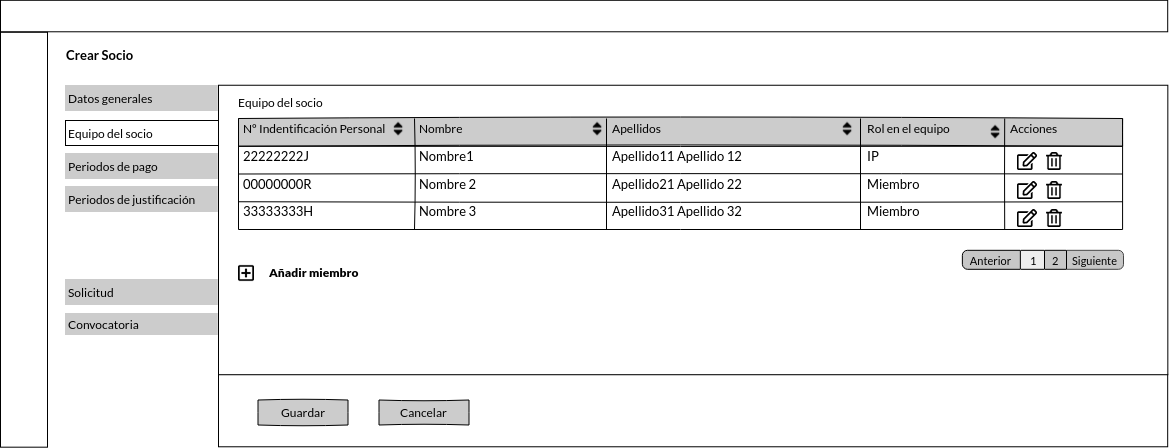 Crear Socio
Datos generales
Equipo del socio
Periodos de pago
Periodos de justificación
Solicitud
Convocatoria
Equipo del socio
Nº Indentificación Personal Nombre Apellidos Rol en el equipo Acciones
22222222J Nombre1 Apellido11 Apellido 12 IP
00000000R Nombre 2 Apellido21 Apellido 22 Miembro
33333333H Nombre 3 Apellido31 Apellido 32 Miembro
Anterior 1 2 Siguiente
Añadir miembro
Guardar Cancelar